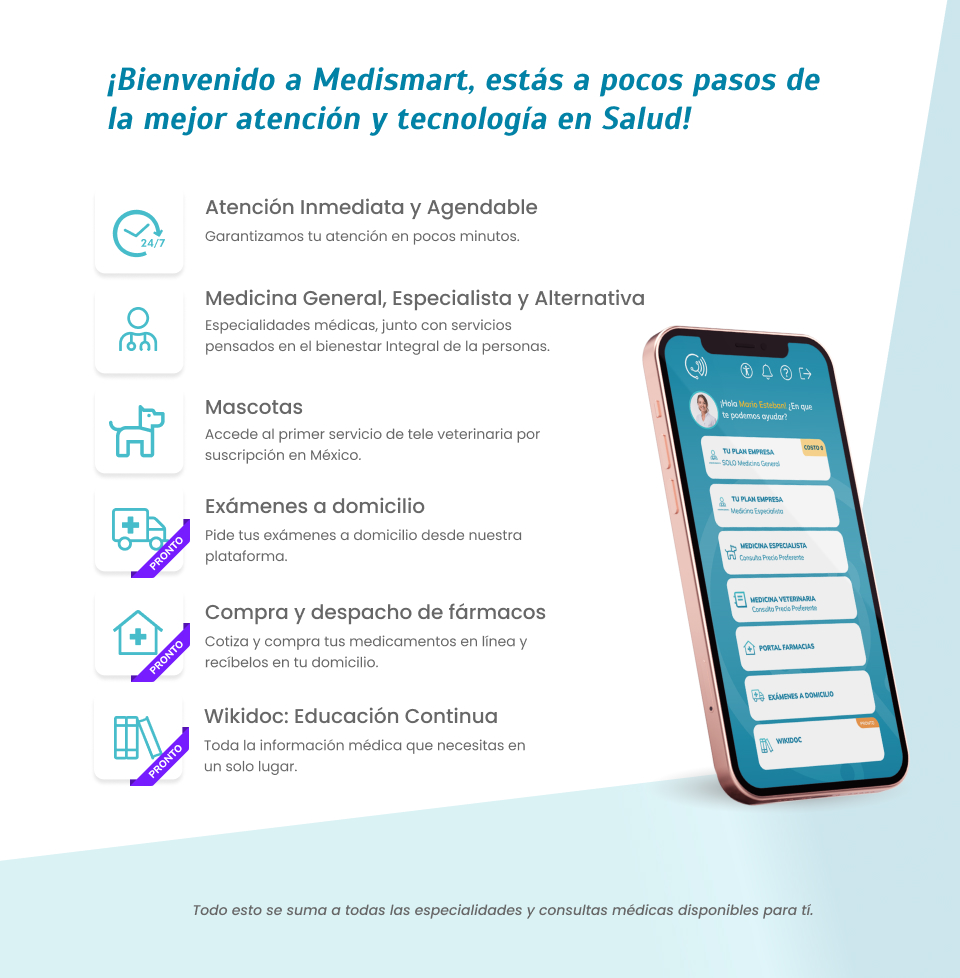 ¡Bienvenido a Medismart, estás a pocos pasos de
la mejor atención y tecnología en Salud!
24/7
Atención Inmediata y Agendable
Garantizamos tu atención en pocos minutos.
Medicina General, Especialista y Alternativa
Especialidades médicas, junto con servicios
pensados en el bienestar Integral de la personas.
Mascotas
Accede al primer servicio de tele veterinaria por
suscripción en México.
PRONTO
Exámenes a domicilio
Pide tus exámenes a domicilio desde nuestra
plataforma.
PRONTO
Compra y despacho de fármacos
Cotiza y compra tus medicamentos en línea y
recíbelos en tu domicilio.
PRONTO
Wikidoc: Educación Continua
Toda la información médica que necesitas en
un solo lugar.
¡Hola Mario Esteban! ¿En que
te podemos ayudar?
COSTO 0
TU PLAN EMPRESA
SOLO Medicina General
TU PLAN EMPRESA
Medicina Especialista
MEDICINA ESPECIALISTA
Consulta Precio Preferente
MEDICINA VETERINARIA
Consulta Precio Preferente
PORTAL FARMACIAS
EXÁMENES A DOMICILIO
PRONTO
WIKIDOC
Todo esto se suma a todas las especialidades y consultas médicas disponibles para tí.